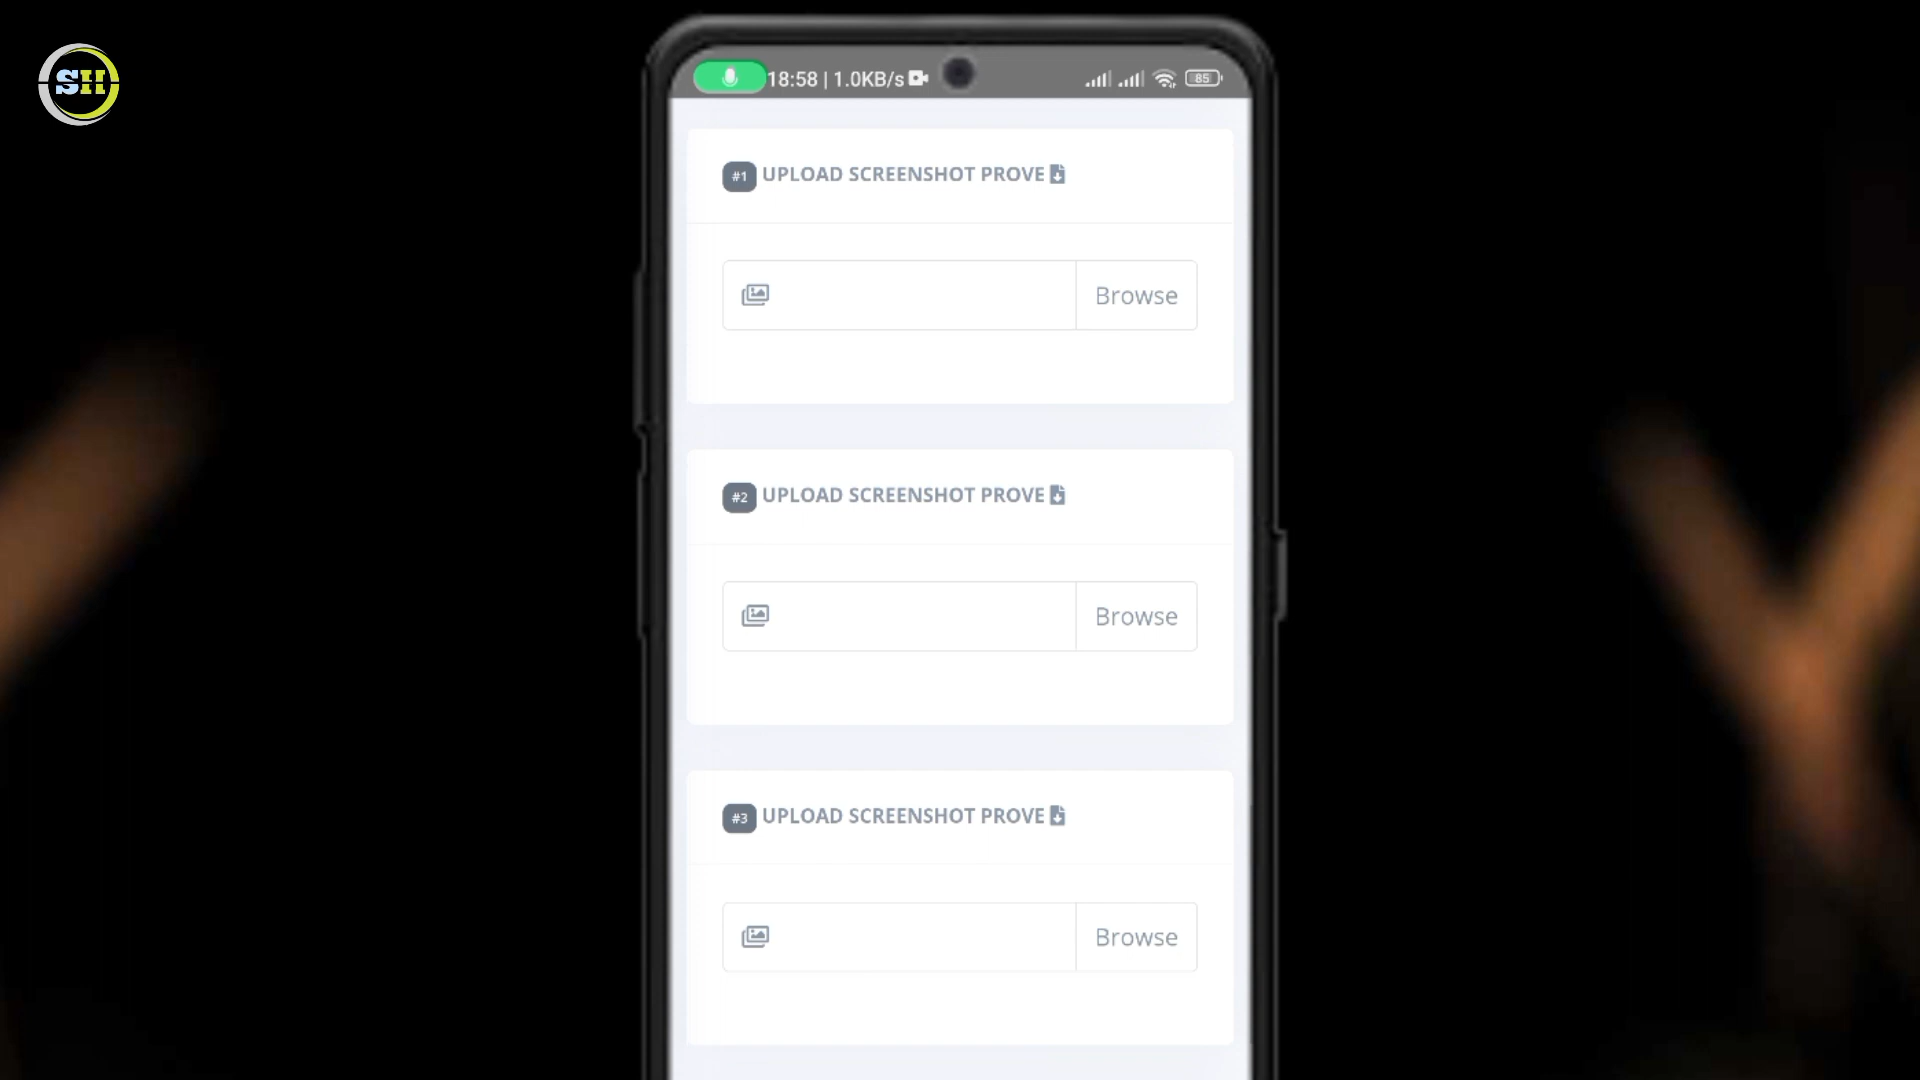 SH
18:58 | 1.0KB/s 85
#1 UPLOAD SCREENSHOT PROVE
Browse
#2 UPLOAD SCREENSHOT PROVE
Browse
#3 UPLOAD SCREENSHOT PROVE
Browse